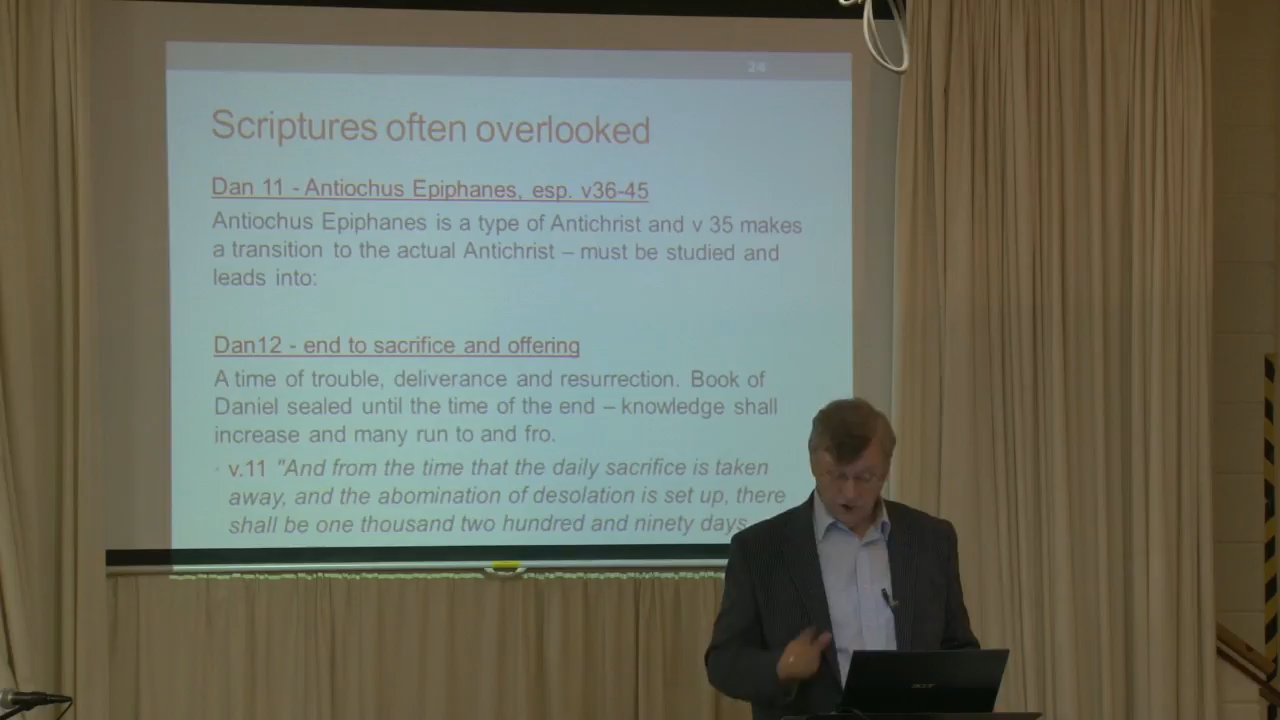 24
Scriptures often overlooked
Dan 11 - Antiochus Epiphanes, esp. v36-45
Antiochus Epiphanes is a type of Antichrist and v 35 makes
a transition to the actual Antichrist – must be studied and
leads into:
Dan12 - end to sacrifice and offering
A time of trouble, deliverance and resurrection. Book of
Daniel sealed until the time of the end – knowledge shall
increase and many run to and fro.
v.11 "And from the time that the daily sacrifice is taken
away, and the abomination of desolation is set up, there
shall be one thousand two hundred and ninety days
acer